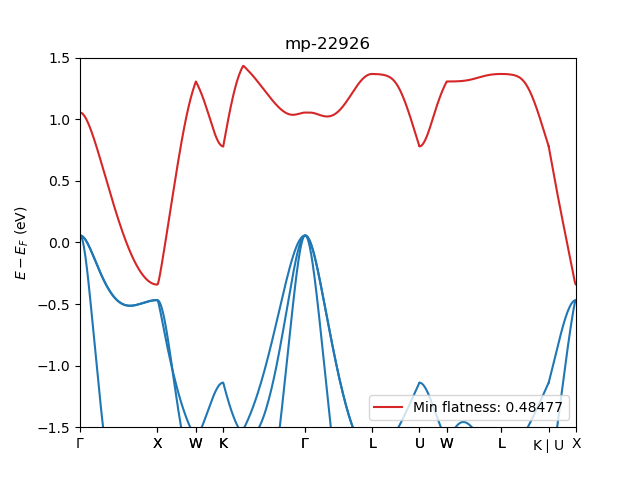 mp-22926
E − E_F (eV)
1.5
1.0
0.5
0.0
−0.5
−1.0
−1.5
Min flatness: 0.48477
Γ X W K Γ L U W L K | U X